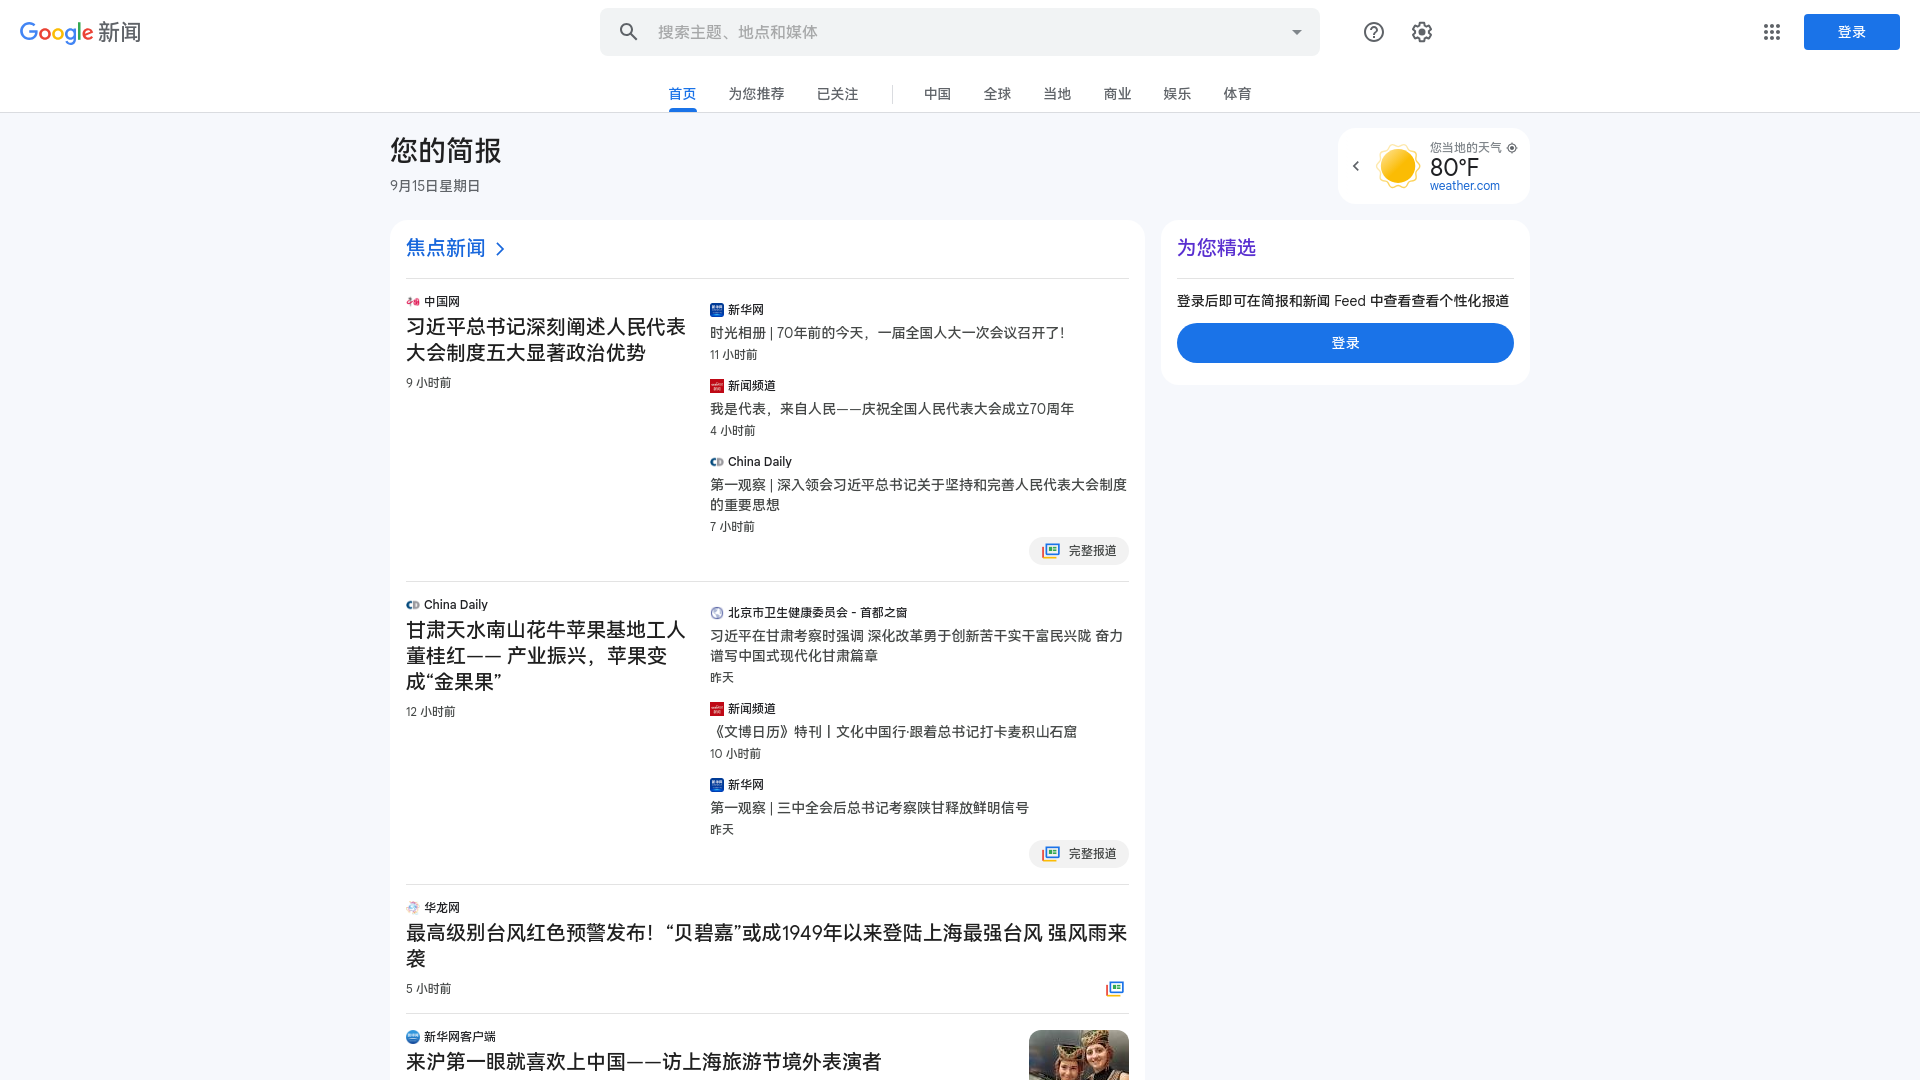 Google 新闻
搜索主题、地点和媒体
登录
首页
为您推荐
已关注
中国
全球
当地
商业
娱乐
体育
您的简报
9月15日星期日
您当地的天气
80°F
weather.com
焦点新闻
中国网
习近平总书记深刻阐述人民代表
大会制度五大显著政治优势
9 小时前
新华网
时光相册 | 70年前的今天，一届全国人大一次会议召开了！
11 小时前
新闻频道
我是代表，来自人民——庆祝全国人民代表大会成立70周年
4 小时前
China Daily
第一观察 | 深入领会习近平总书记关于坚持和完善人民代表大会制度
的重要思想
7 小时前
完整报道
China Daily
甘肃天水南山花牛苹果基地工人
董桂红—— 产业振兴，苹果变
成“金果果”
12 小时前
北京市卫生健康委员会 - 首都之窗
习近平在甘肃考察时强调 深化改革勇于创新苦干实干富民兴陇 奋力
谱写中国式现代化甘肃篇章
昨天
新闻频道
《文博日历》特刊丨文化中国行·跟着总书记打卡麦积山石窟
10 小时前
新华网
第一观察 | 三中全会后总书记考察陕甘释放鲜明信号
昨天
完整报道
华龙网
最高级别台风红色预警发布！“贝碧嘉”或成1949年以来登陆上海最强台风 强风雨来
袭
5 小时前
新华网客户端
来沪第一眼就喜欢上中国——访上海旅游节境外表演者
为您精选
登录后即可在简报和新闻 Feed 中查看查看个性化报道
登录